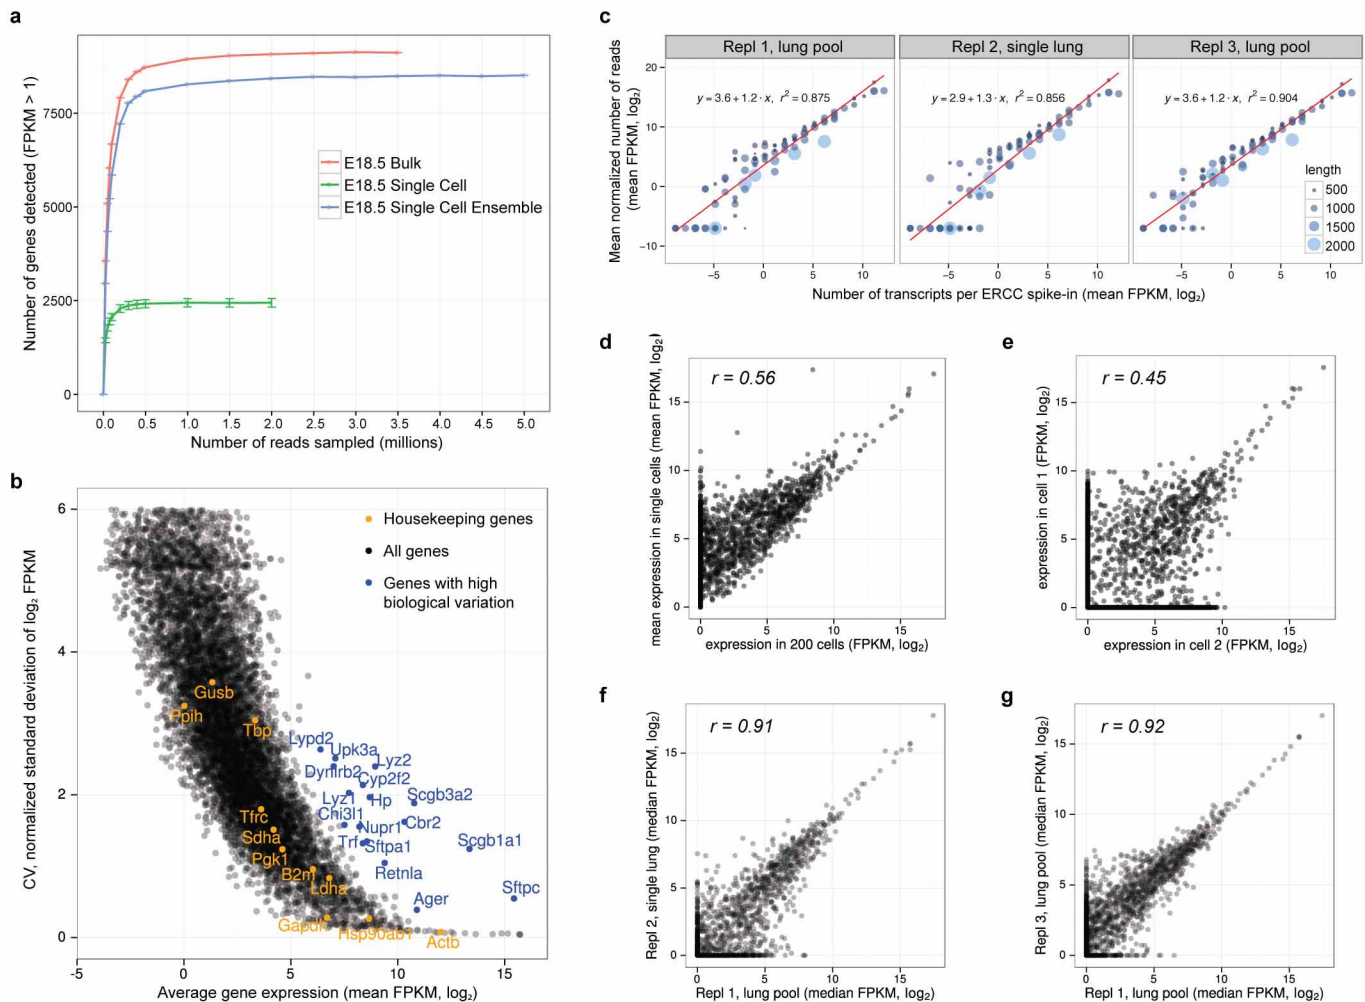 a
Number of genes detected (FPKM > 1)
7500
5000
2500
0
E18.5 Bulk
E18.5 Single Cell
E18.5 Single Cell Ensemble
0.0 0.5 1.0 1.5 2.0 2.5 3.0 3.5 4.0 4.5 5.0
Number of reads sampled (millions)
b
CV, normalized standard deviation of log₂ FPKM
6
4
2
0
Housekeeping genes
All genes
Genes with high
biological variation
Gusb
Ppih
Tbp
Lypd2
Upk3a
Lyz2
Dynlrb2
Cyp2f2
Lyz1
Hp
Scgb3a2
Chi3l1
Nupr1
Cbr2
Tfrc
Sdha
Trf
Sftpa1
Scgb1a1
Pgk1
B2m
Retnla
Ldha
Sftpc
Ager
Gapdh
Hsp90ab1
Actb
-5 0 5 10 15
Average gene expression (mean FPKM, log₂)
c
Mean normalized number of reads
(mean FPKM, log₂)
Repl 1, lung pool
Repl 2, single lung
Repl 3, lung pool
20
10
0
−10
y = 3.6 + 1.2 · x, r² = 0.875
y = 2.9 + 1.3 · x, r² = 0.856
y = 3.6 + 1.2 · x, r² = 0.904
length
500
1000
1500
2000
−5 0 5 10 −5 0 5 10 −5 0 5 10
Number of transcripts per ERCC spike-in (mean FPKM, log₂)
d
mean expression in single cells (mean FPKM, log₂)
r = 0.56
15
10
5
0
0 5 10 15
expression in 200 cells (FPKM, log₂)
e
expression in cell 1 (FPKM, log₂)
r = 0.45
15
10
5
0
0 5 10 15
expression in cell 2 (FPKM, log₂)
f
Repl 2, single lung (median FPKM, log₂)
r = 0.91
15
10
5
0
0 5 10 15
Repl 1, lung pool (median FPKM, log₂)
g
Repl 3, lung pool (median FPKM, log₂)
r = 0.92
15
10
5
0
0 5 10 15
Repl 1, lung pool (median FPKM, log₂)